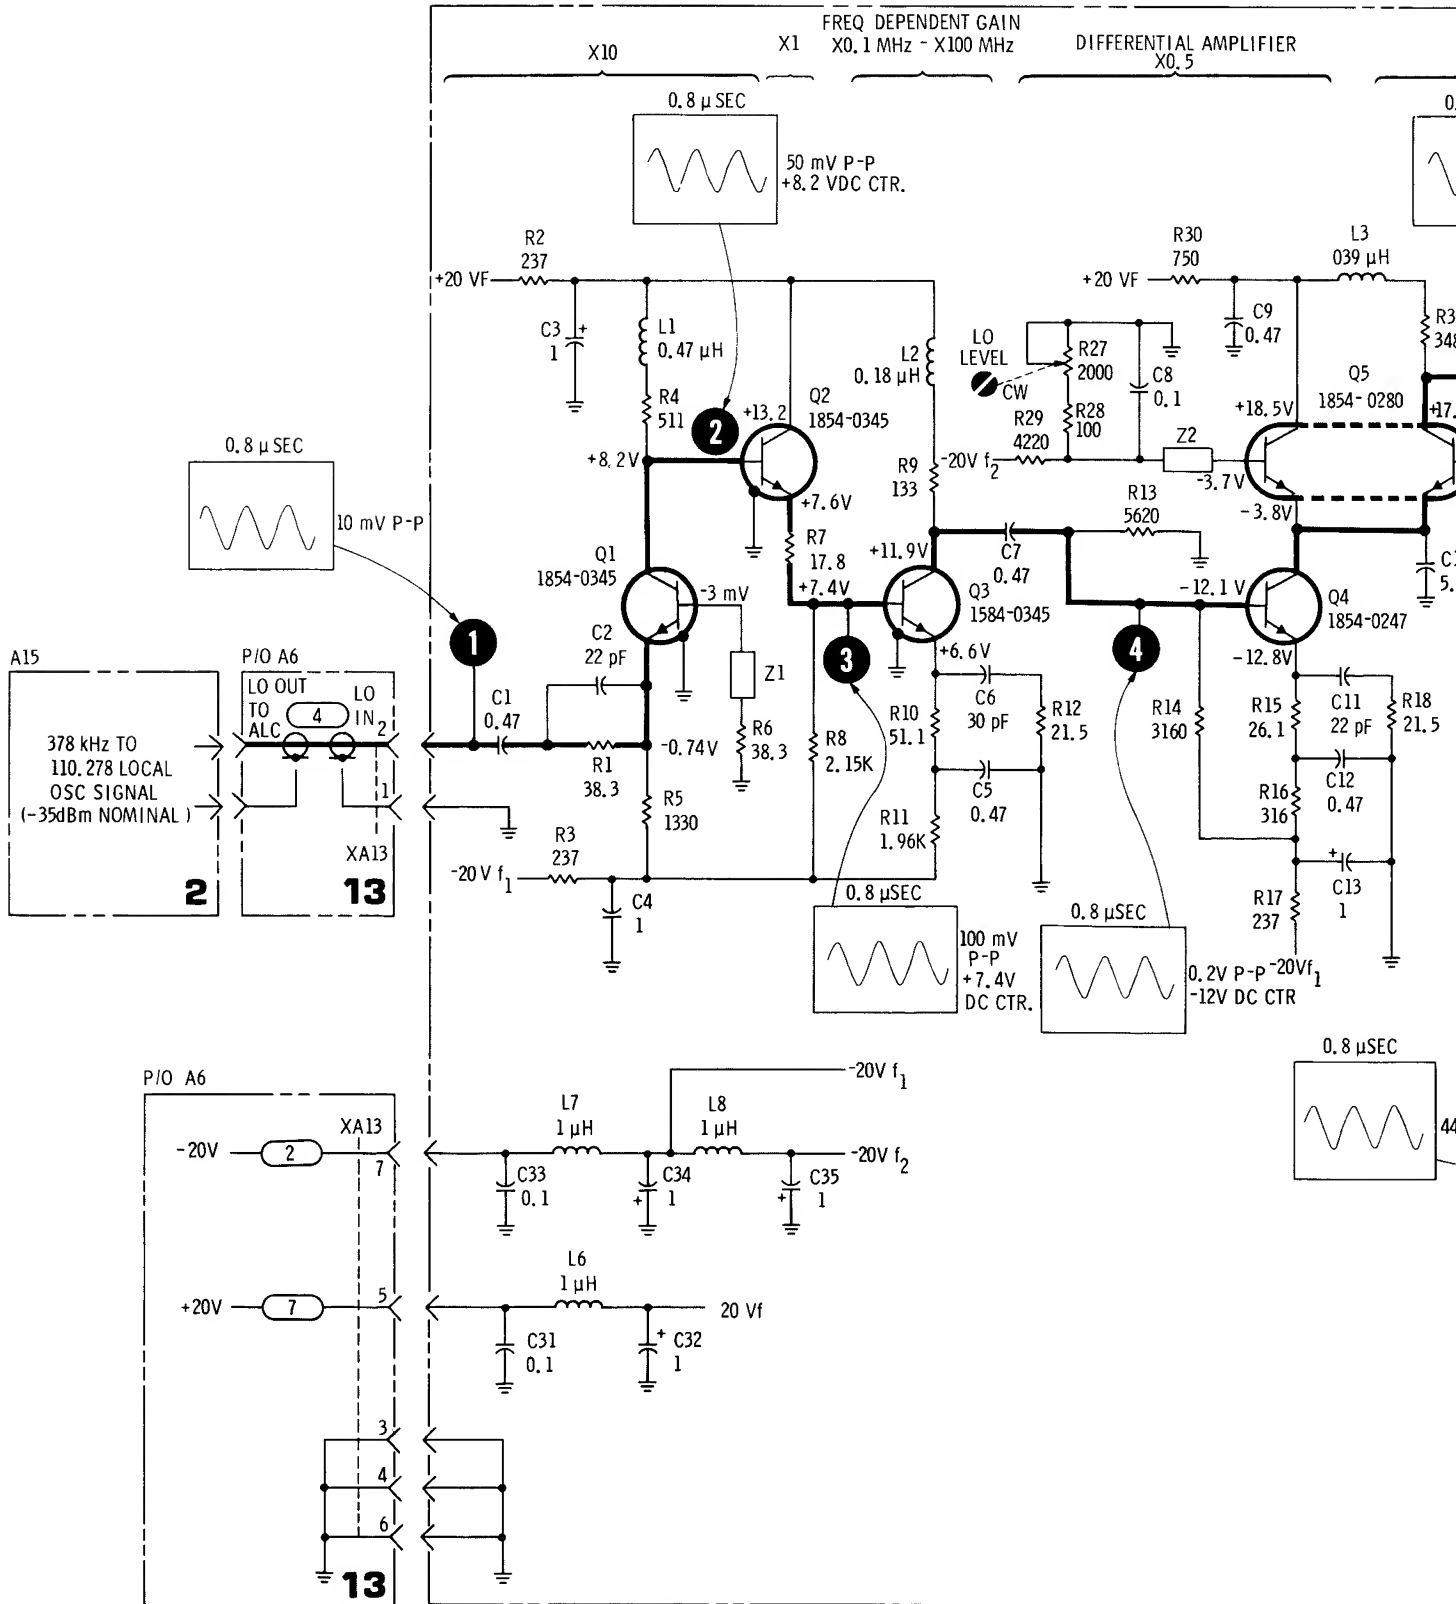 FREQ DEPENDENT GAIN
X10
X1
X0.1 MHz - X100 MHz
DIFFERENTIAL AMPLIFIER
X0.5
0.8 µSEC
50 mV P-P
+8.2 VDC CTR.
R2
237
+20 VF
C3
1
+
L1
0.47 µH
R4
511
2
+13.2
Q2
1854-0345
+8.2V
+7.6V
R7
17.8
+7.4V
L2
0.18 µH
R9
133
LO
LEVEL
CW
R27
2000
R28
100
C8
0.1
R29
4220
-20V f2
Z2
R30
750
+20 VF
C9
0.47
L3
039 µH
R3
348
Q5
1854-0280
+18.5V
+17.
-3.7V
-3.8V
0.8 µSEC
10 mV P-P
Q1
1854-0345
-3 mV
C2
22 pF
Z1
R6
38.3
1
C1
0.47
R1
38.3
-0.74V
R5
1330
R8
2.15K
R3
237
-20V f1
C4
1
+11.9V
Q3
1584-0345
+6.6V
C7
0.47
R13
5620
3
R10
51.1
C6
30 pF
R12
21.5
C5
0.47
R11
1.96K
4
-12.1 V
Q4
1854-0247
-12.8V
R14
3160
R15
26.1
C11
22 pF
R18
21.5
C12
0.47
R16
316
+
C13
1
R17
237
-20Vf1
C1
5.
A15
378 kHz TO
110.278 LOCAL
OSC SIGNAL
(-35dBm NOMINAL)
2
P/O A6
LO OUT
TO
ALC
4
LO
IN
2
1
XA13
13
0.8 µSEC
100 mV
P-P
+7.4V
DC CTR.
0.8 µSEC
0.2V P-P
-12V DC CTR
0.8 µSEC
44
0.
P/O A6
XA13
-20V
2
7
L7
1 µH
L8
1 µH
-20V f1
-20V f2
C33
0.1
C34
+
1
C35
+
1
+20V
7
5
L6
1 µH
20 Vf
C31
0.1
+
C32
1
3
4
6
13